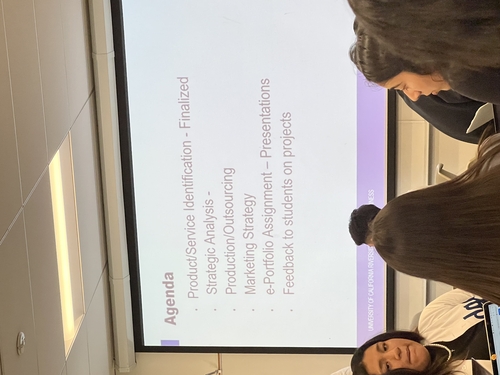 Agenda
Product/Service Identification - Finalized
Strategic Analysis -
Production/Outsourcing
Marketing Strategy
e-Portfolio Assignment – Presentations
Feedback to students on projects
UNIVERSITY OF CALIFORNIA